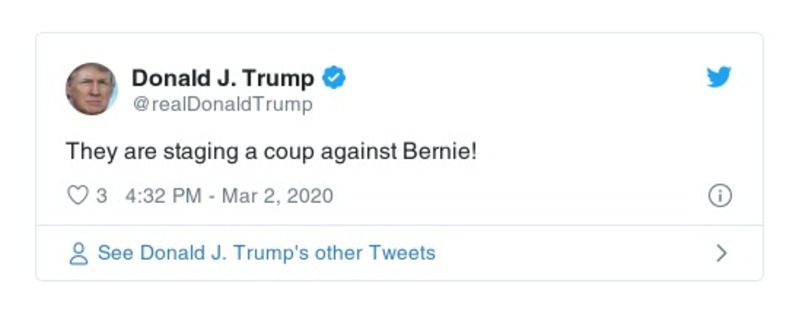 Donald J. Trump
@realDonaldTrump
They are staging a coup against Bernie!
3 4:32 PM - Mar 2, 2020
See Donald J. Trump's other Tweets